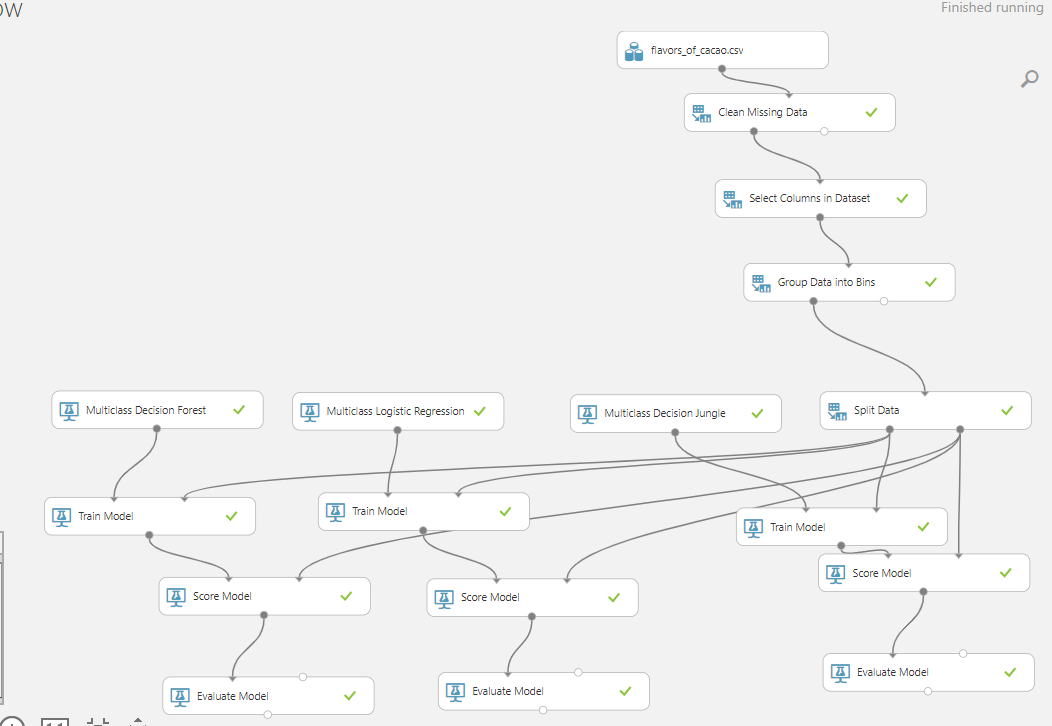 OW
Finished running
flavors_of_cacao.csv
Clean Missing Data
Select Columns in Dataset
Group Data into Bins
Multiclass Decision Forest
Multiclass Logistic Regression
Multiclass Decision Jungle
Split Data
Train Model
Train Model
Train Model
Score Model
Score Model
Score Model
Evaluate Model
Evaluate Model
Evaluate Model